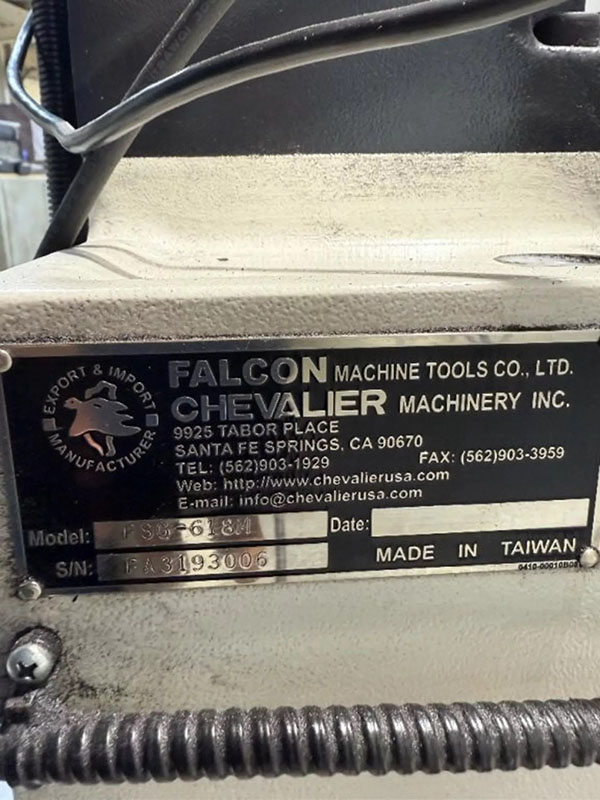 EXPORT & IMPORT
MANUFACTURER
FALCON MACHINE TOOLS CO., LTD.
CHEVALIER MACHINERY INC.
9925 TABOR PLACE
SANTA FE SPRINGS, CA 90670
TEL: (562)903-1929 FAX: (562)903-3959
Web: http://www.chevalierusa.com
E-mail: info@chevalierusa.com
Model: FSG-618M Date:
S/N: FA3193006 MADE IN TAIWAN